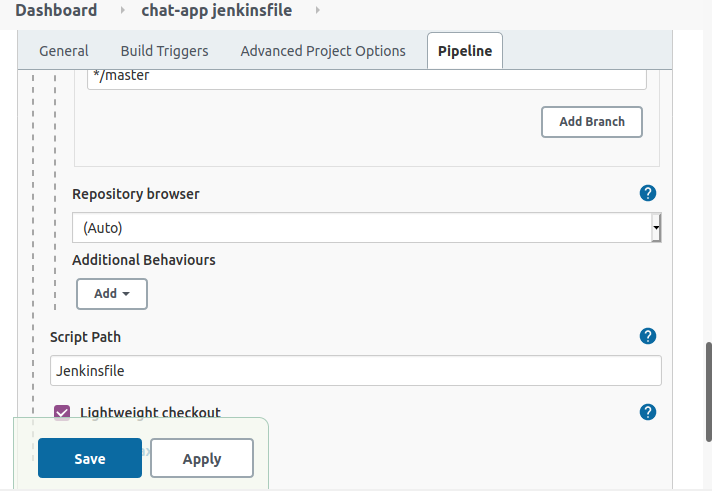 Dashboard chat-app jenkinsfile
General Build Triggers Advanced Project Options Pipeline
*/master
Add Branch
Repository browser ?
(Auto)
Additional Behaviours
Add
Script Path ?
Jenkinsfile
Lightweight checkout ?
Save Apply